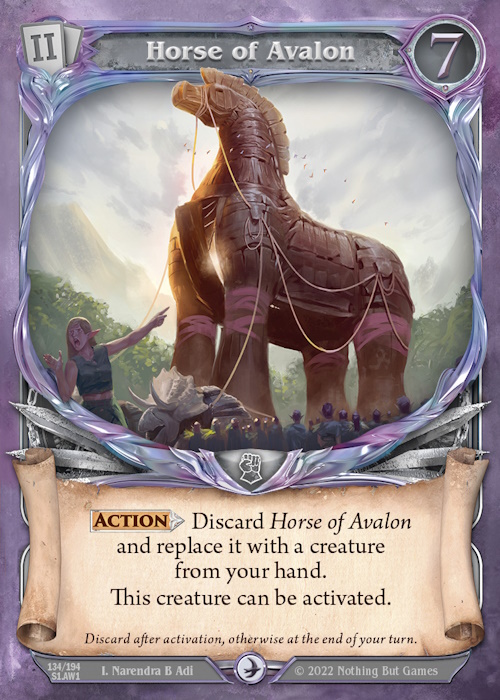 II
Horse of Avalon
7
ACTION Discard Horse of Avalon
and replace it with a creature
from your hand.
This creature can be activated.
Discard after activation, otherwise at the end of your turn.
134/194
S1.AW1
I. Narendra B Adi
© 2022 Nothing But Games